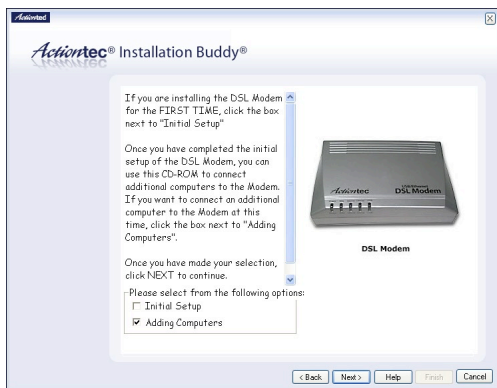 Actiontec
Actiontec® Installation Buddy®
If you are installing the DSL Modem
for the FIRST TIME, click the box
next to "Initial Setup"
Once you have completed the initial
setup of the DSL Modem, you can
use this CD-ROM to connect
additional computers to the Modem.
If you want to connect an additional
computer to the Modem at this
time, click the box next to "Adding
Computers".
Once you have made your selection,
click NEXT to continue.
Please select from the following options:
Initial Setup
Adding Computers
Actiontec
USB/Ethernet
DSL Modem
DSL Modem
< Back
Next >
Help
Finish
Cancel